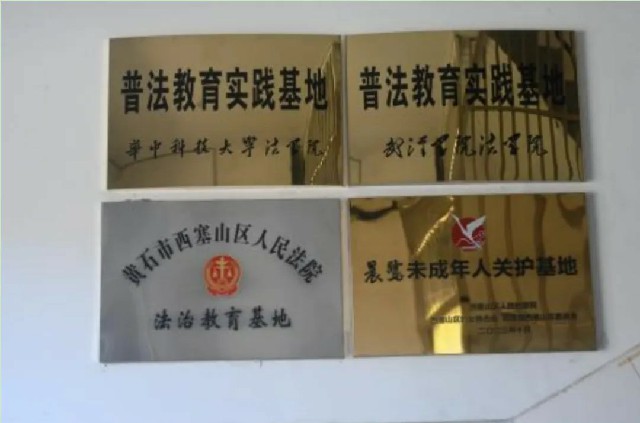 普法教育实践基地
华中科技大学法学院
普法教育实践基地
武汉学院法学院
黄石市西塞山区人民法院
法治教育基地
晨鹭未成年人关护基地